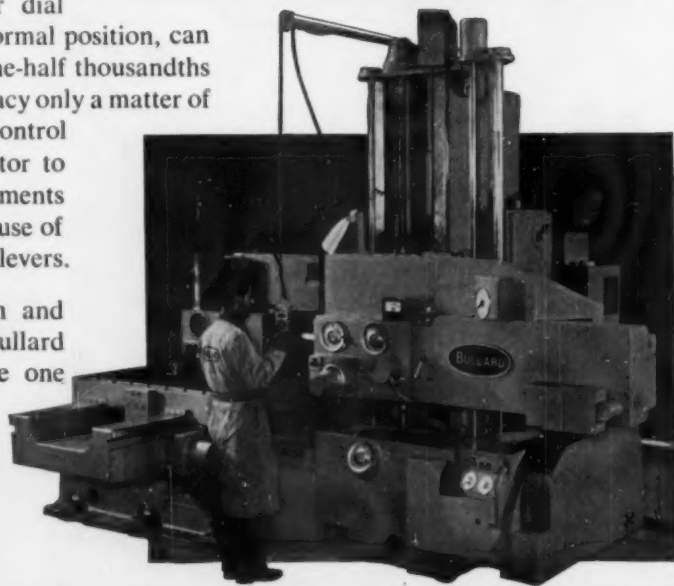 r dial
ormal position, can
ne-half thousandths
acy only a matter of
control
tor to
ments
use of
levers.
n and
ullard
e one
BULLARD